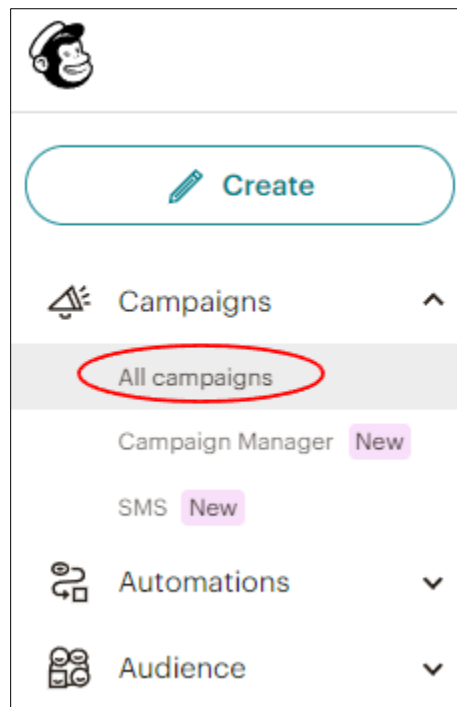 Create
Campaigns
All campaigns
Campaign Manager New
SMS New
Automations
Audience